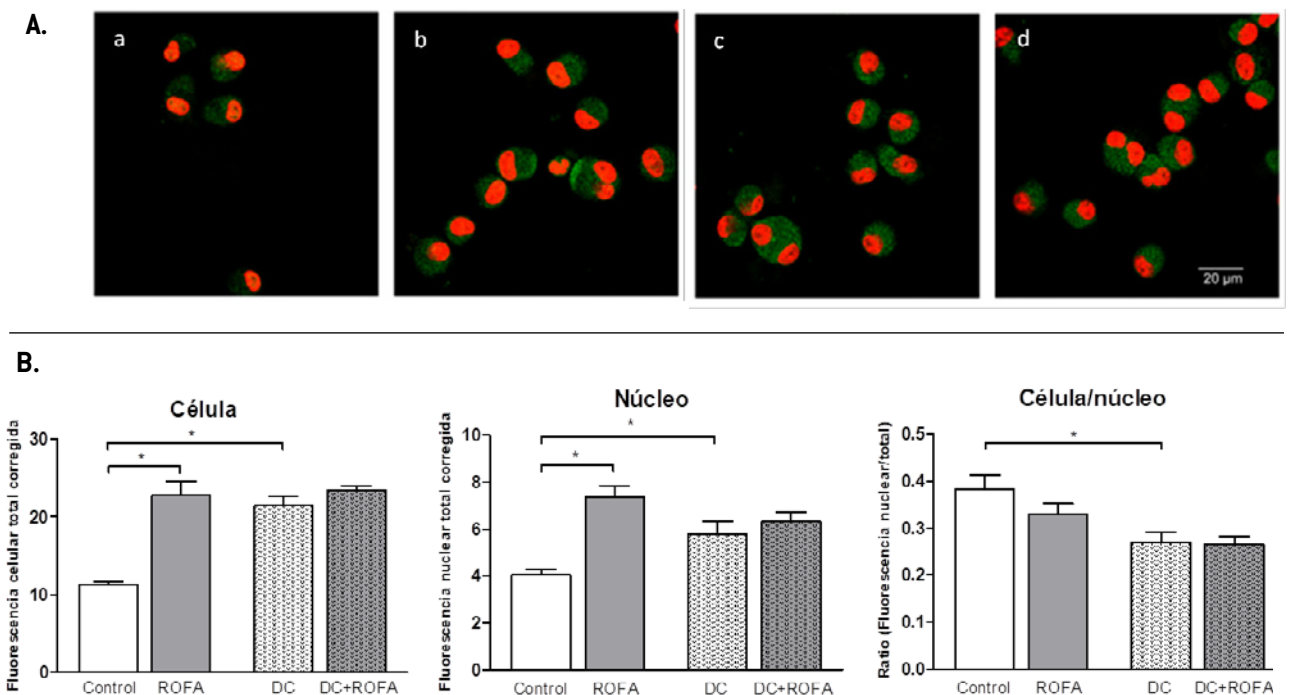 A.
a
b
c
d
20 µm
B.
Célula
Fluorescencia celular total corregida
30
20
10
0
*
*
Control
ROFA
DC
DC+ROFA
Núcleo
Fluorescencia nuclear total corregida
10
8
6
4
2
0
*
*
Control
ROFA
DC
DC+ROFA
Célula/núcleo
Ratio (Fluorescencia nuclear/total)
0.5
0.4
0.3
0.2
0.1
0.0
*
Control
ROFA
DC
DC+ROFA